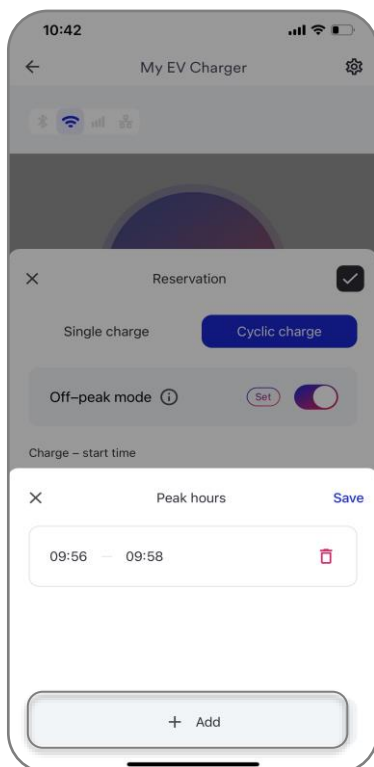 10:42
My EV Charger
Reservation
Single charge Cyclic charge
Off-peak mode Set
Charge – start time
Peak hours Save
09:56 — 09:58
+ Add